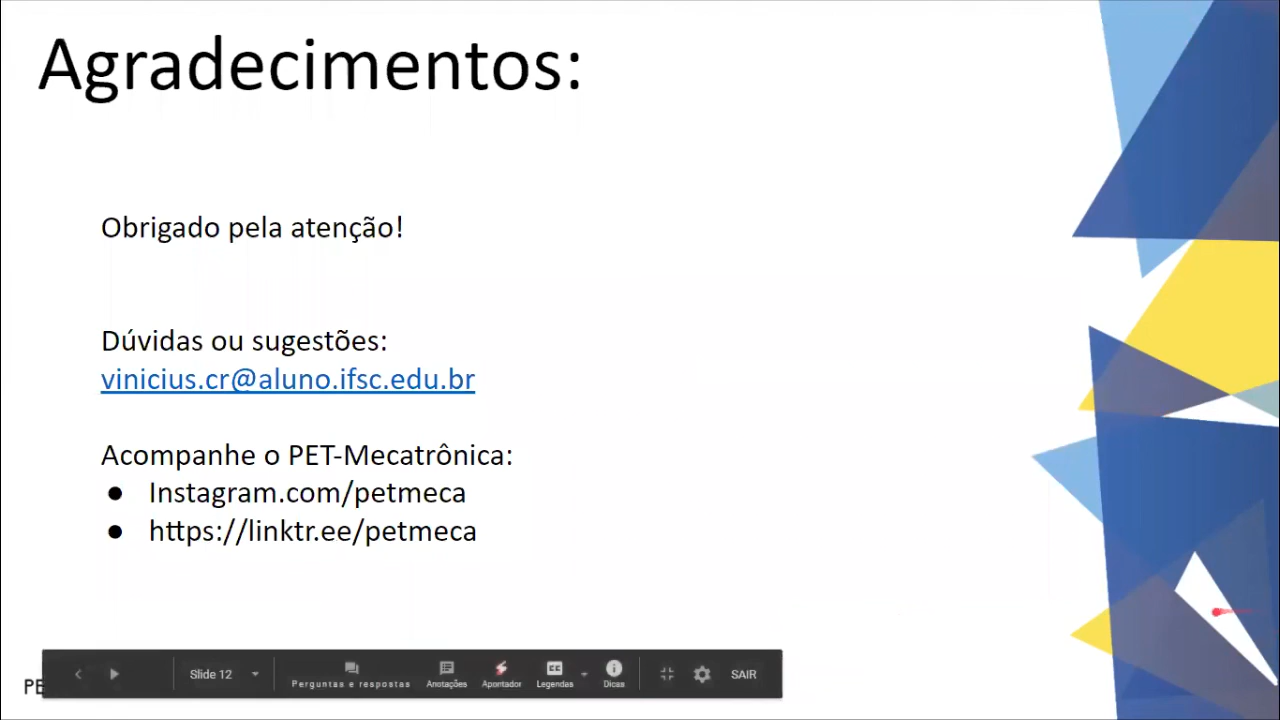 Agradecimentos:
Obrigado pela atenção!
Dúvidas ou sugestões:
vinicius.cr@aluno.ifsc.edu.br
Acompanhe o PET-Mecatrônica:
● Instagram.com/petmeca
● https://linktr.ee/petmeca
PE
Slide 12 Perguntas e respostas Anotações Apontador Legendas Dicas SAIR